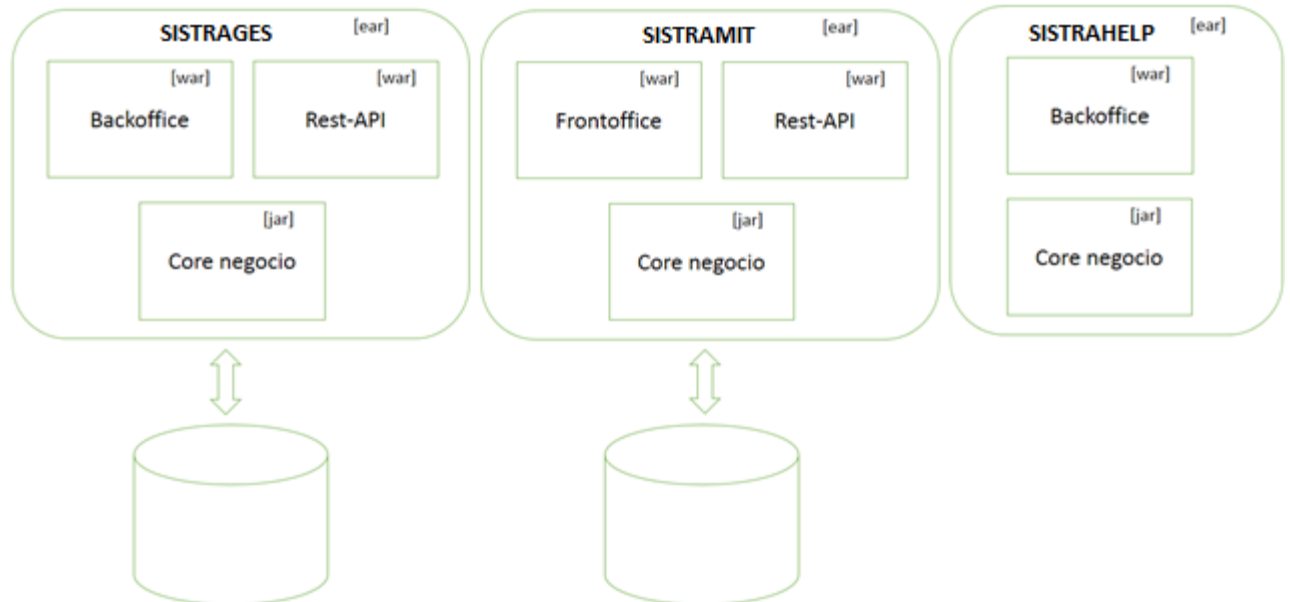 SISTRAGES [ear]
[war]
Backoffice
[war]
Rest-API
[jar]
Core negocio
SISTRAMIT [ear]
[war]
Frontoffice
[war]
Rest-API
[jar]
Core negocio
SISTRAHELP [ear]
[war]
Backoffice
[jar]
Core negocio